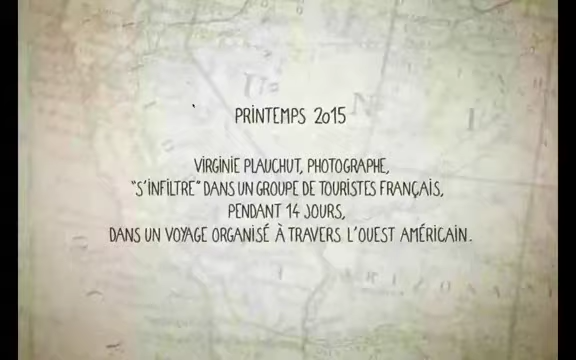 PRINTEMPS 2015
VIRGINIE PLAUCHUT, PHOTOGRAPHE,
"S'INFILTRE" DANS UN GROUPE DE TOURISTES FRANÇAIS,
PENDANT 14 JOURS,
DANS UN VOYAGE ORGANISÉ À TRAVERS L'OUEST AMÉRICAIN.
ARIZONA